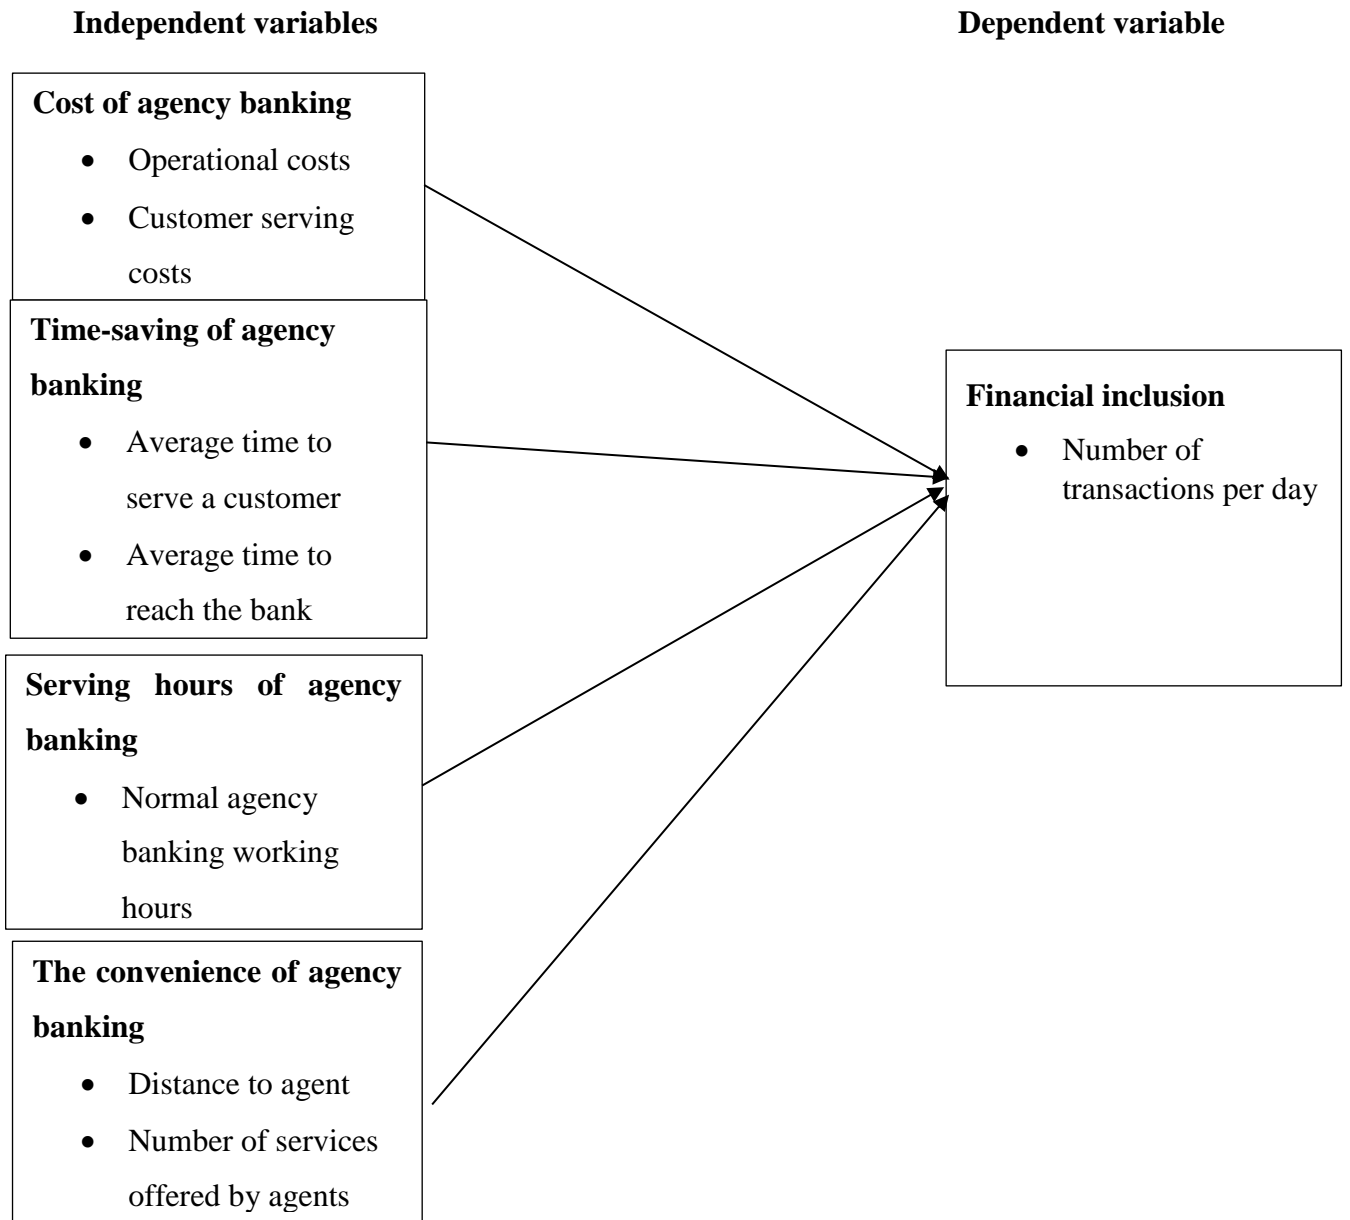 Independent variables
Dependent variable
Cost of agency banking
• Operational costs
• Customer serving
costs
Time-saving of agency
banking
• Average time to
serve a customer
• Average time to
reach the bank
Serving hours of agency
banking
• Normal agency
banking working
hours
The convenience of agency
banking
• Distance to agent
• Number of services
offered by agents
Financial inclusion
• Number of
transactions per day